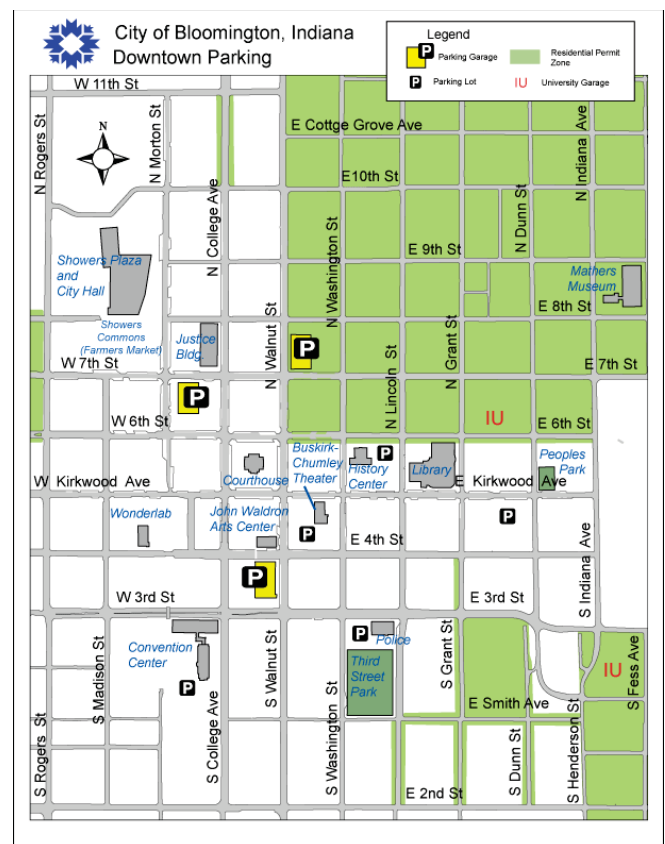 City of Bloomington, Indiana
Downtown Parking
Legend
P
Parking Garage
Residential Permit
Zone
P
Parking Lot
IU
University Garage
W 11th St
N Rogers St
N
N Morton St
N College Ave
E Cottge Grove Ave
N Indiana Ave
E10th St
N Washington St
N Dunn St
E 9th St
Showers Plaza
and
City Hall
Mathers
Museum
N Walnut St
E 8th St
Showers
Commons
(Farmers Market)
Justice
Bldg.
P
N Lincoln St
N Grant St
W 7th St
E 7th St
P
W 6th St
IU
E 6th St
Buskirk-
Chumley
Theater
P
History
Center
Library
Peoples
Park
W Kirkwood Ave
Courthouse
E Kirkwood Ave
Wonderlab
John Waldron
Arts Center
P
E 4th St
P
S Indiana Ave
P
W 3rd St
E 3rd St
Convention
Center
P
Police
S Madison St
S Walnut St
Third
Street
Park
S Grant St
IU
S Fess Ave
P
E Smith Ave
S Rogers St
S College Ave
S Washington St
S Dunn St
S Henderson St
E 2nd St